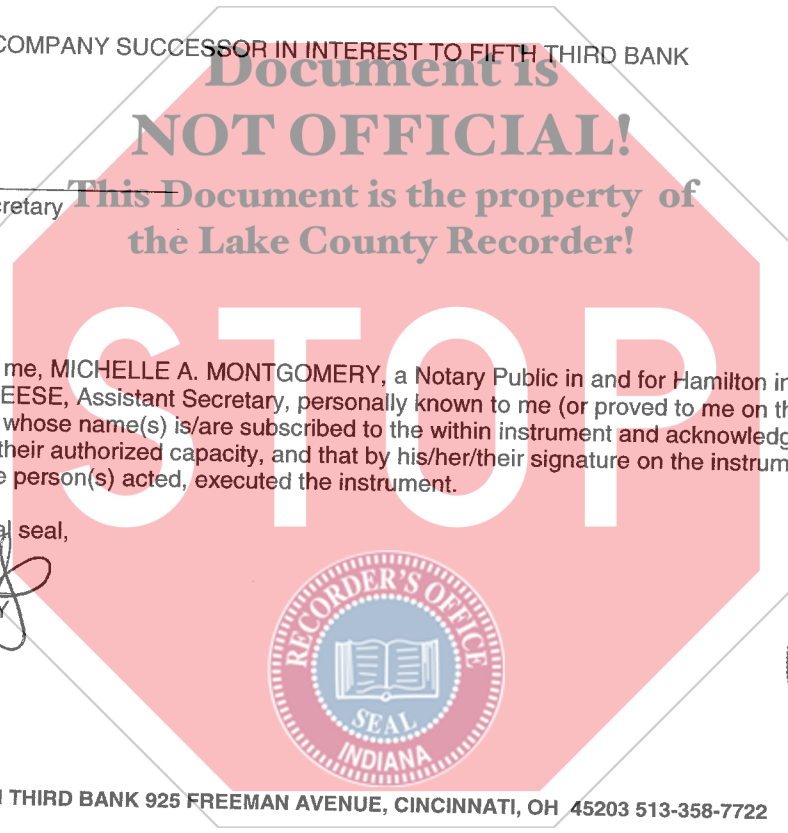 COMPANY SUCCESSOR IN INTEREST TO FIFTH THIRD BANK
Document is
NOT OFFICIAL!
This Document is the property of
the Lake County Recorder!
retary
STOP
me, MICHELLE A. MONTGOMERY, a Notary Public in and for Hamilton in
EESE, Assistant Secretary, personally known to me (or proved to me on th
whose name(s) is/are subscribed to the within instrument and acknowledg
their authorized capacity, and that by his/her/their signature on the instrum
person(s) acted, executed the instrument.
seal,
Y
RECORDER'S OFFICE
SEAL
INDIANA
THIRD BANK 925 FREEMAN AVENUE, CINCINNATI, OH 45203 513-358-7722